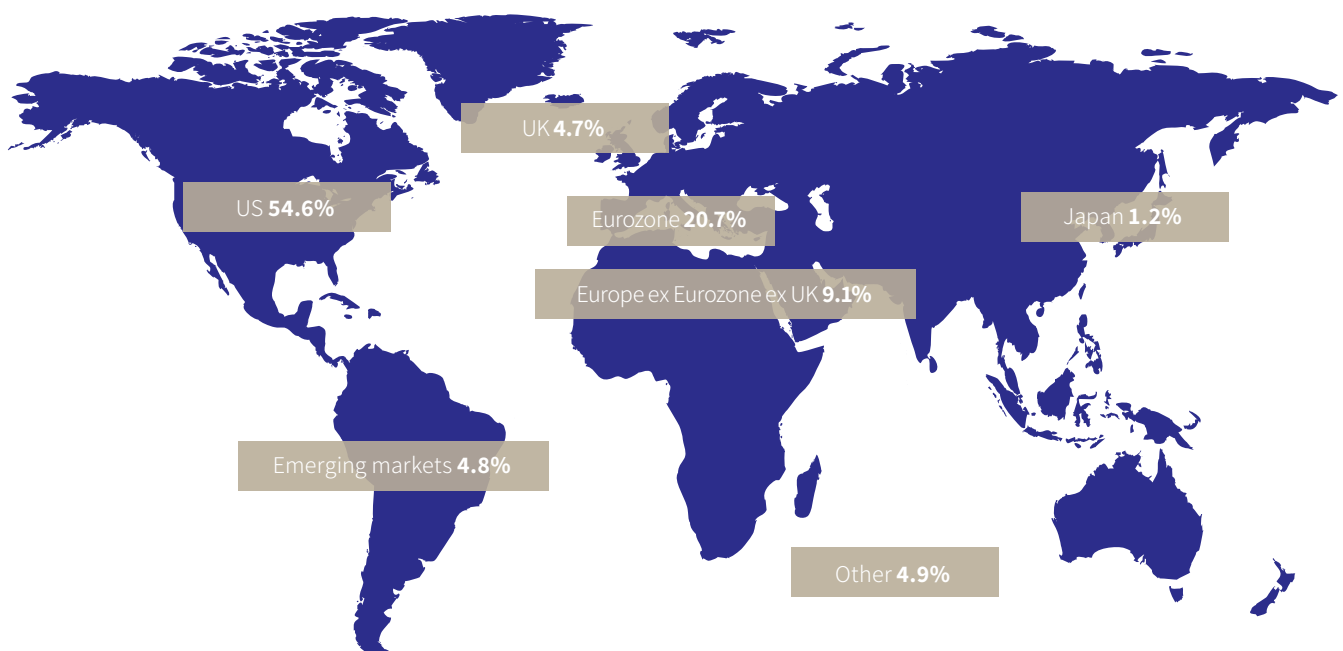 UK 4.7%
US 54.6%
Eurozone 20.7%
Japan 1.2%
Europe ex Eurozone ex UK 9.1%
Emerging markets 4.8%
Other 4.9%